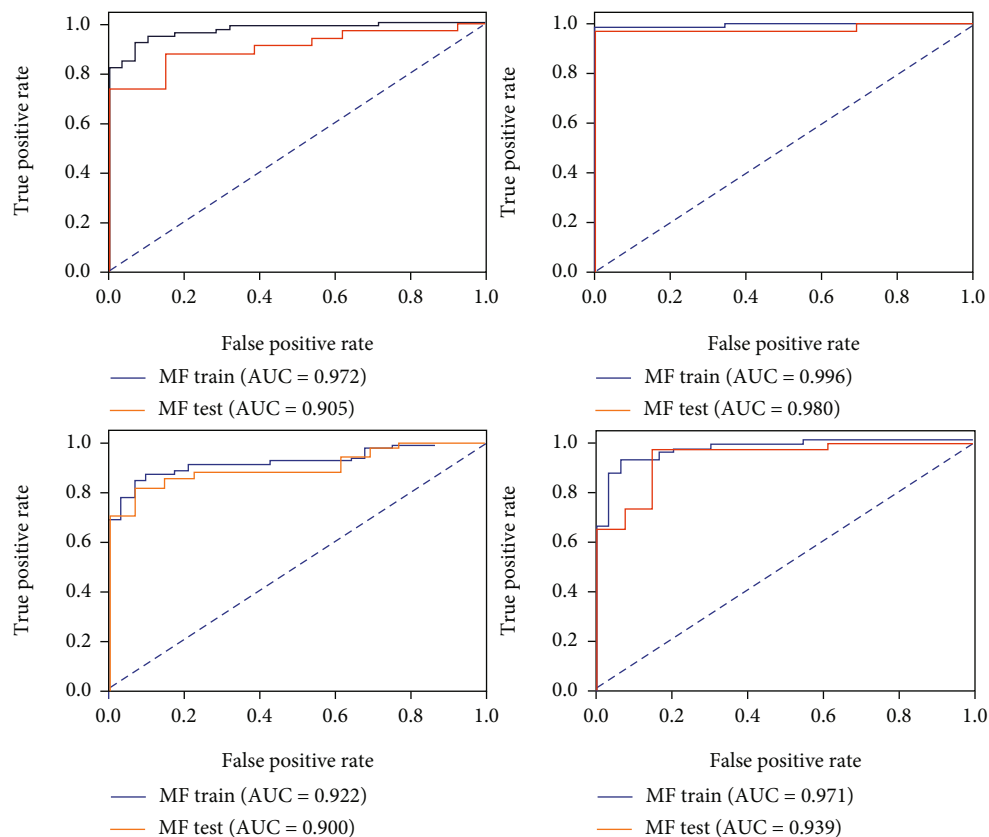 1.0
0.8
0.6
0.4
0.2
0.0
True positive rate
0.0 0.2 0.4 0.6 0.8 1.0
False positive rate
MF train (AUC = 0.972)
MF test (AUC = 0.905)
1.0
0.8
0.6
0.4
0.2
0.0
True positive rate
0.0 0.2 0.4 0.6 0.8 1.0
False positive rate
MF train (AUC = 0.996)
MF test (AUC = 0.980)
1.0
0.8
0.6
0.4
0.2
0.0
True positive rate
0.0 0.2 0.4 0.6 0.8 1.0
False positive rate
MF train (AUC = 0.922)
MF test (AUC = 0.900)
1.0
0.8
0.6
0.4
0.2
0.0
True positive rate
0.0 0.2 0.4 0.6 0.8 1.0
False positive rate
MF train (AUC = 0.971)
MF test (AUC = 0.939)